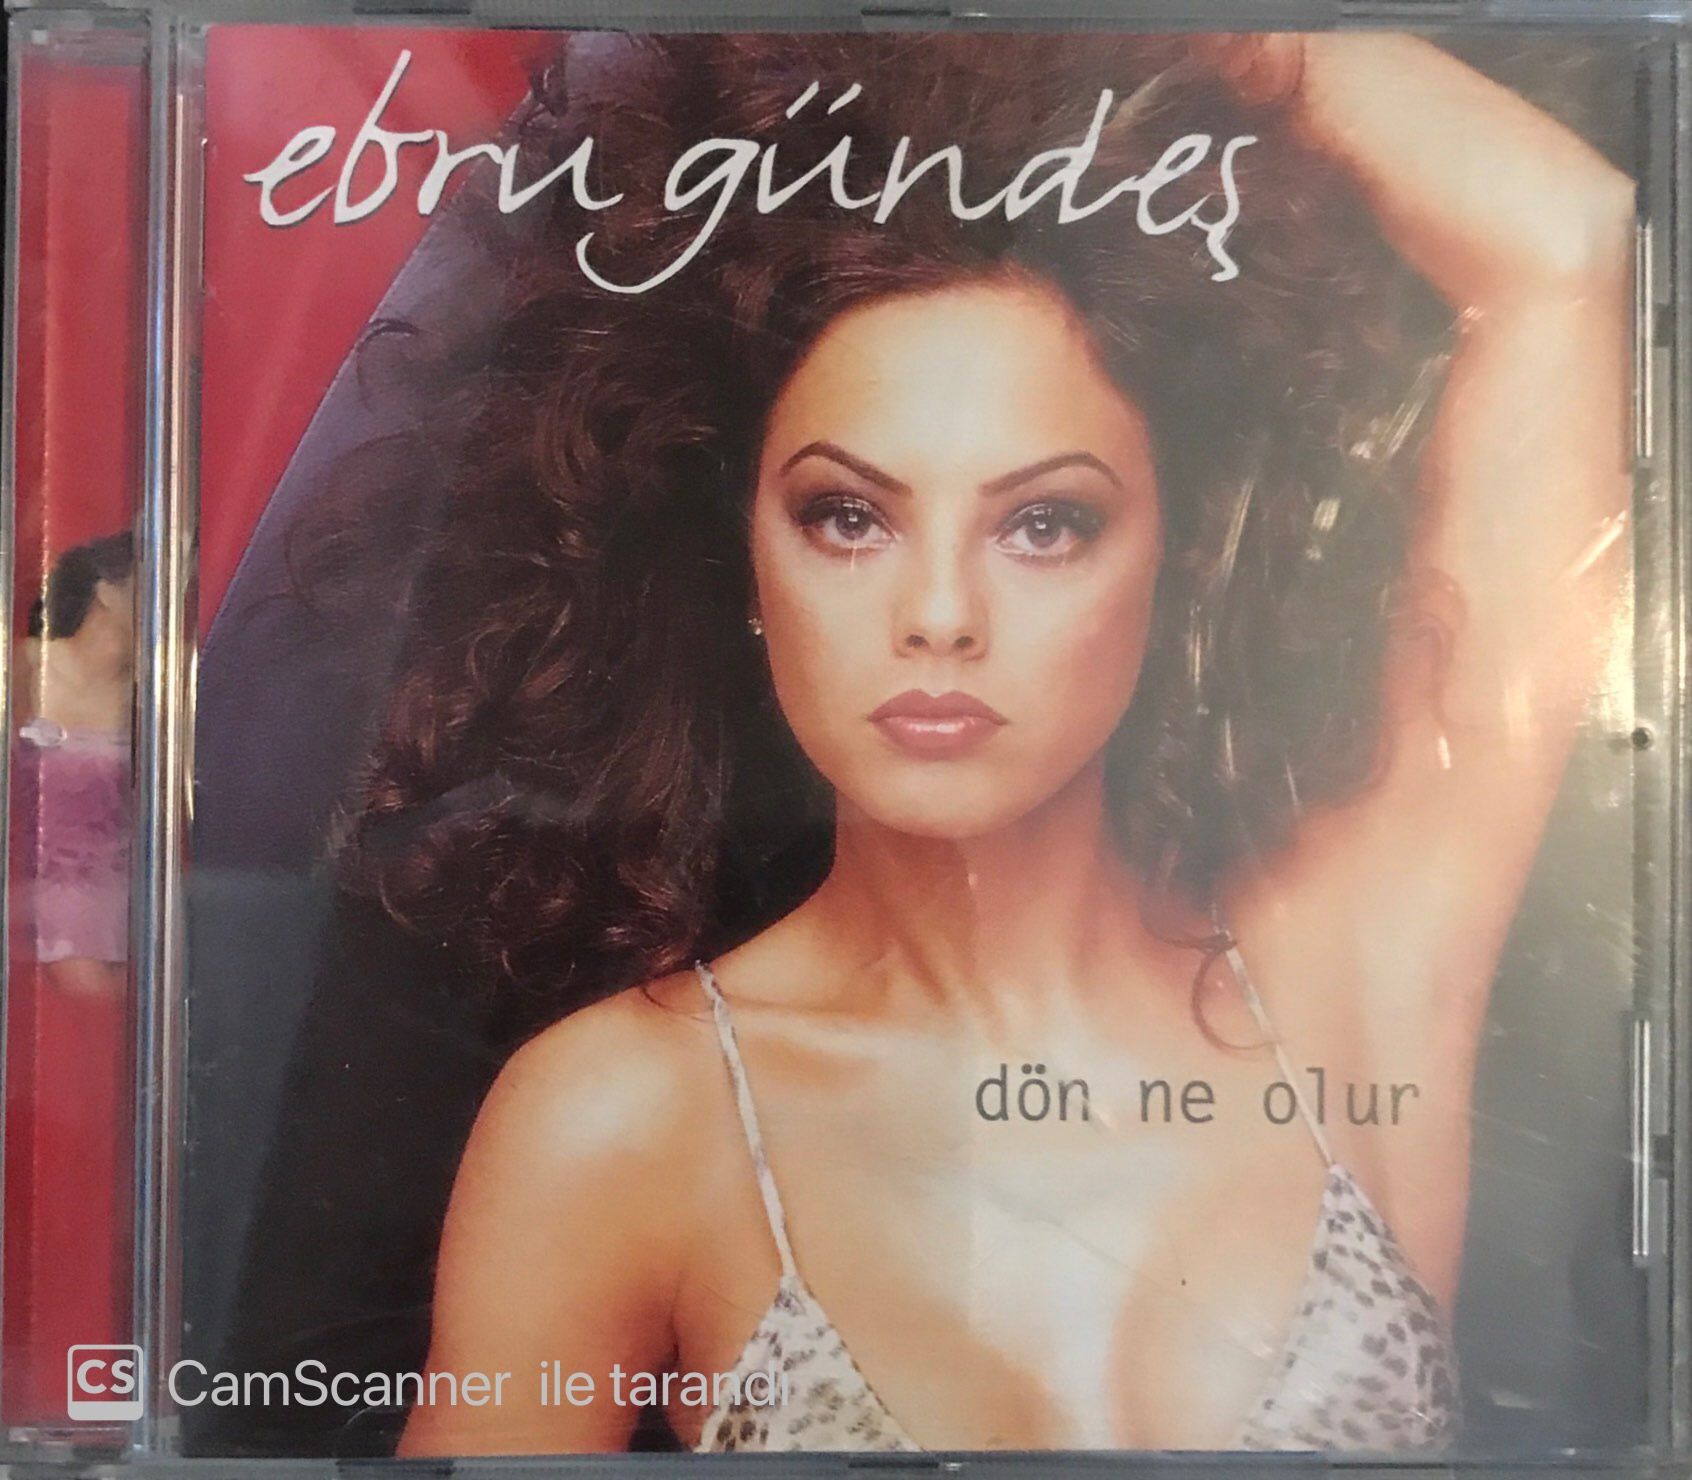 ebru gündeş
dön ne olur
CS CamScanner ile tarandı